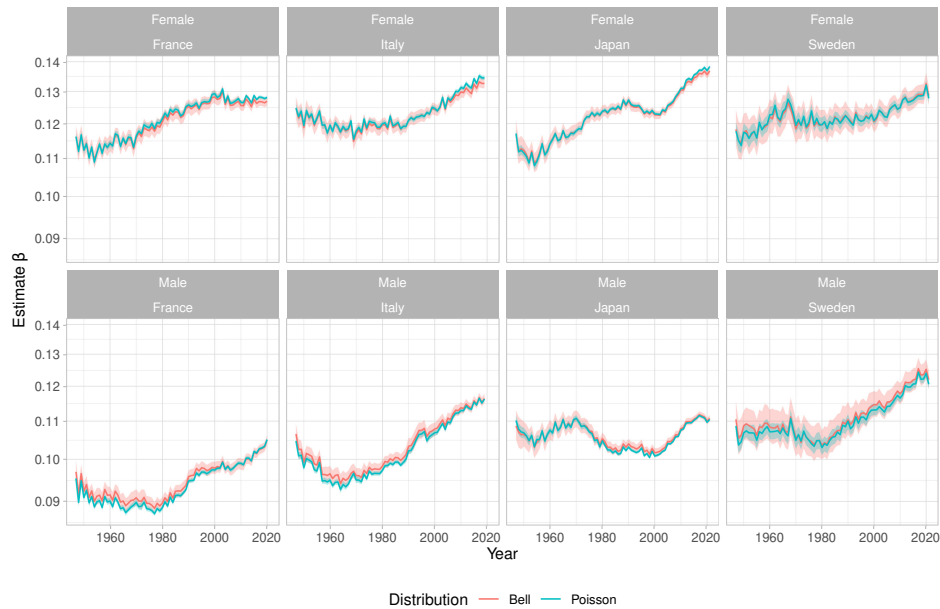 Female Female Female Female
France Italy Japan Sweden
0.14
0.13
0.12
0.11
0.10
0.09
Estimate β
Male Male Male Male
France Italy Japan Sweden
0.14
0.13
0.12
0.11
0.10
0.09
1960 1980 2000 2020 1960 1980 2000 2020 1960 1980 2000 2020 1960 1980 2000 2020
Year
Distribution Bell Poisson